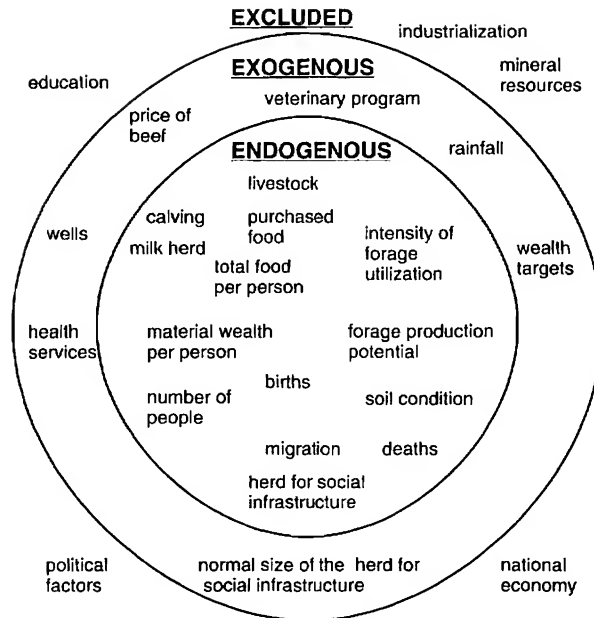 EXCLUDED
industrialization
EXOGENOUS
mineral
resources
education
veterinary program
price of
beef
rainfall
ENDOGENOUS
livestock
calving
purchased
food
wells
milk herd
intensity of
forage
utilization
wealth
targets
total food
per person
health
services
material wealth
per person
forage production
potential
births
number of
people
soil condition
migration
deaths
herd for social
infrastructure
political
factors
normal size of the herd for
social infrastructure
national
economy